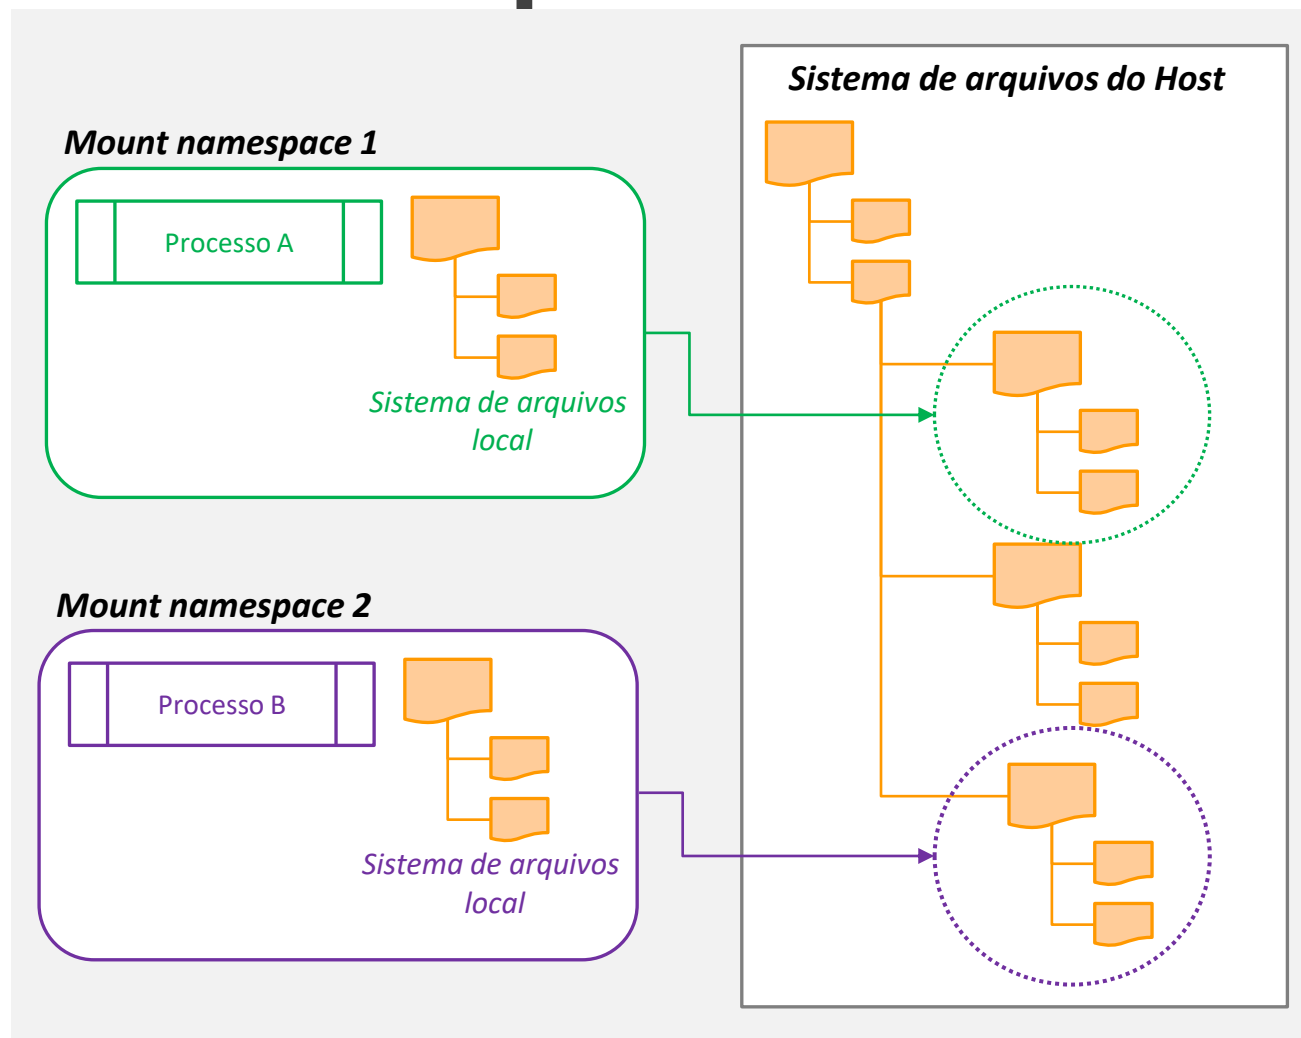 Sistema de arquivos do Host
Mount namespace 1
Processo A
Sistema de arquivos
local
Mount namespace 2
Processo B
Sistema de arquivos
local